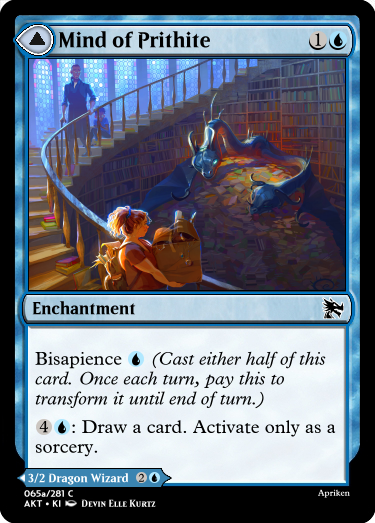 Mind of Prithite 1
Enchantment
Bisapience (Cast either half of this
card. Once each turn, pay this to
transform it until end of turn.)
4: Draw a card. Activate only as a
sorcery.
3/2 Dragon Wizard 2
065a/281 C Apriken
AKT • KI Devin Elle Kurtz